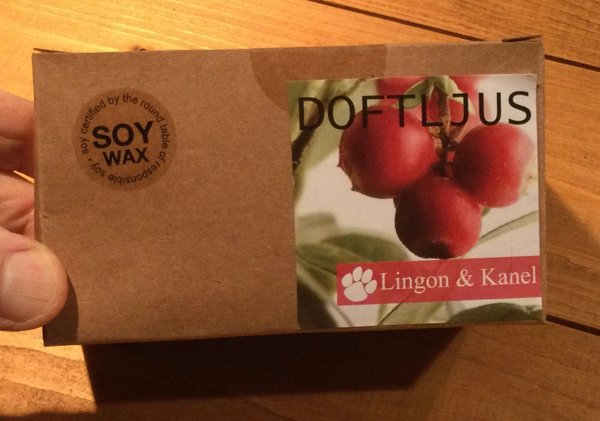 soy certified by the round table of responsible soy •
SOY
WAX
DOFTLJUS
Lingon & Kanel